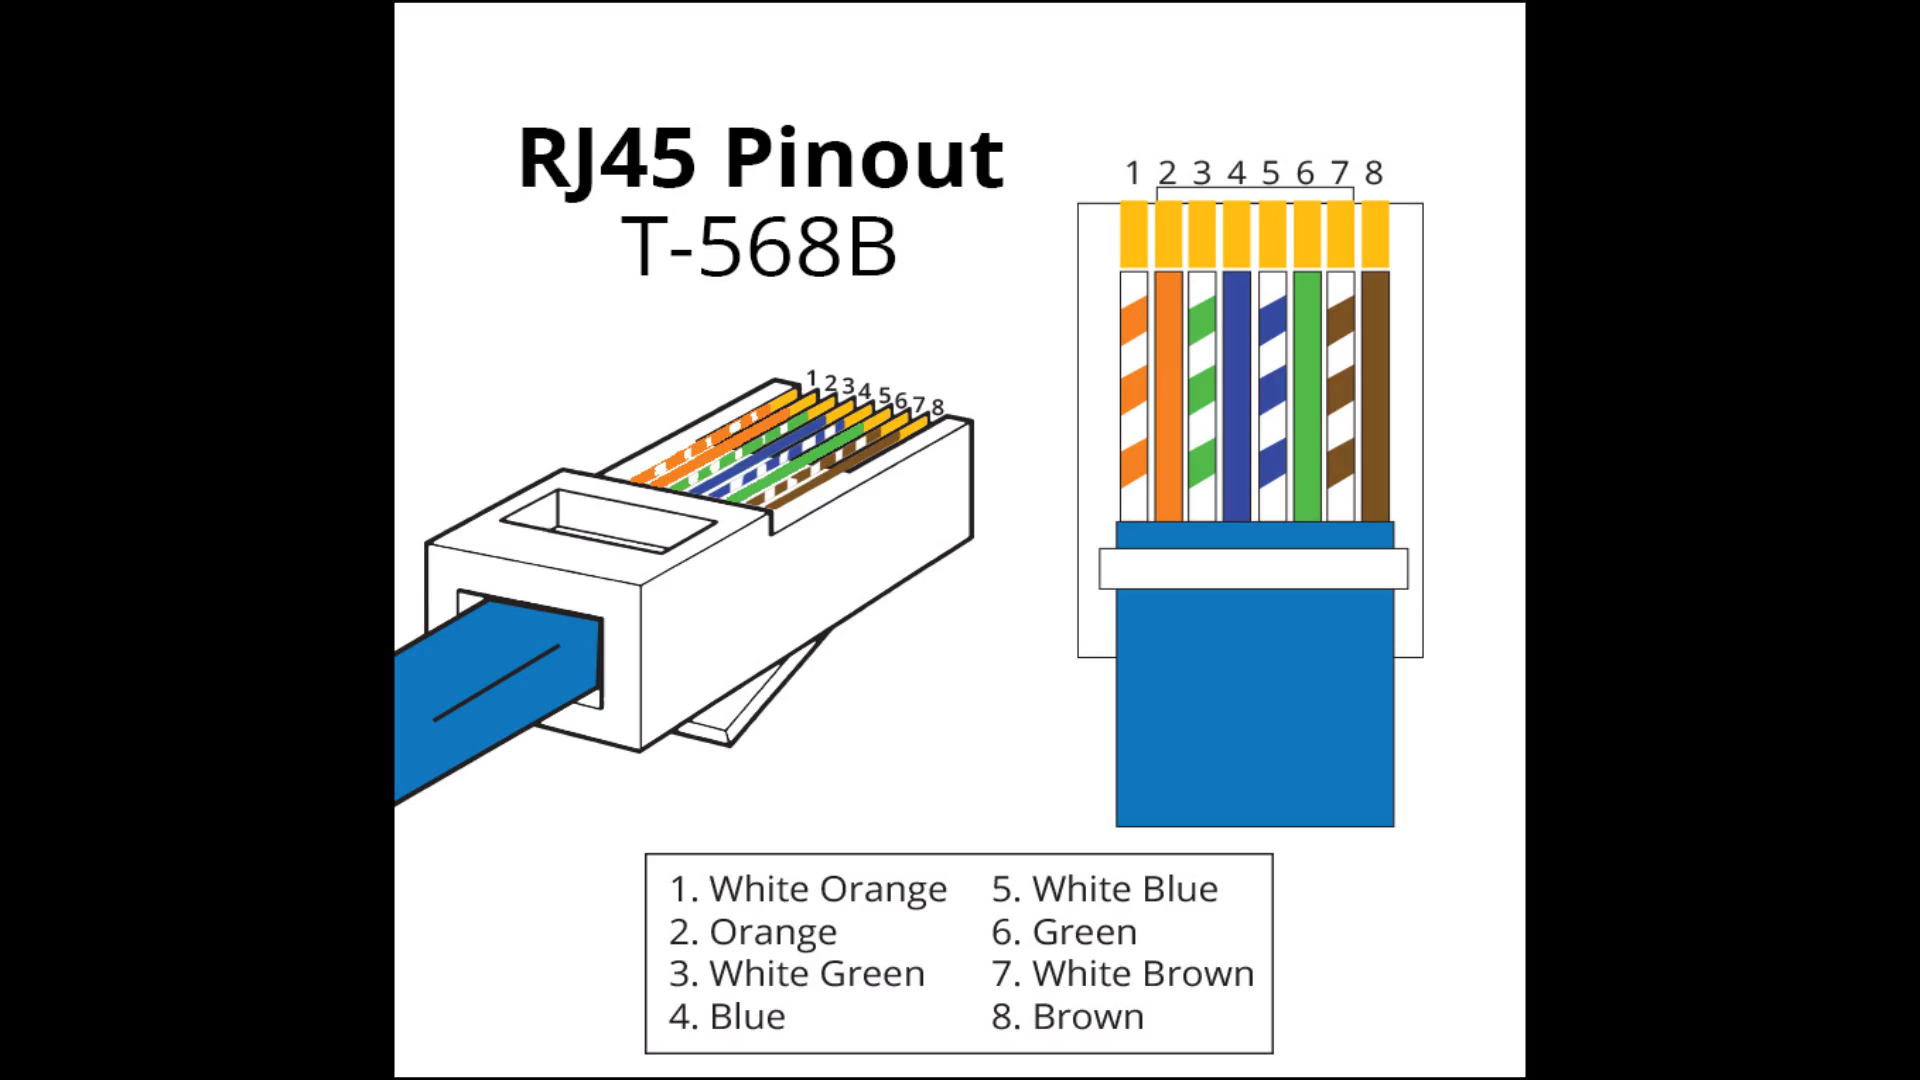 RJ45 Pinout
T-568B
1 2 3 4 5 6 7 8
1 2 3 4 5 6 7 8
1. White Orange
2. Orange
3. White Green
4. Blue
5. White Blue
6. Green
7. White Brown
8. Brown